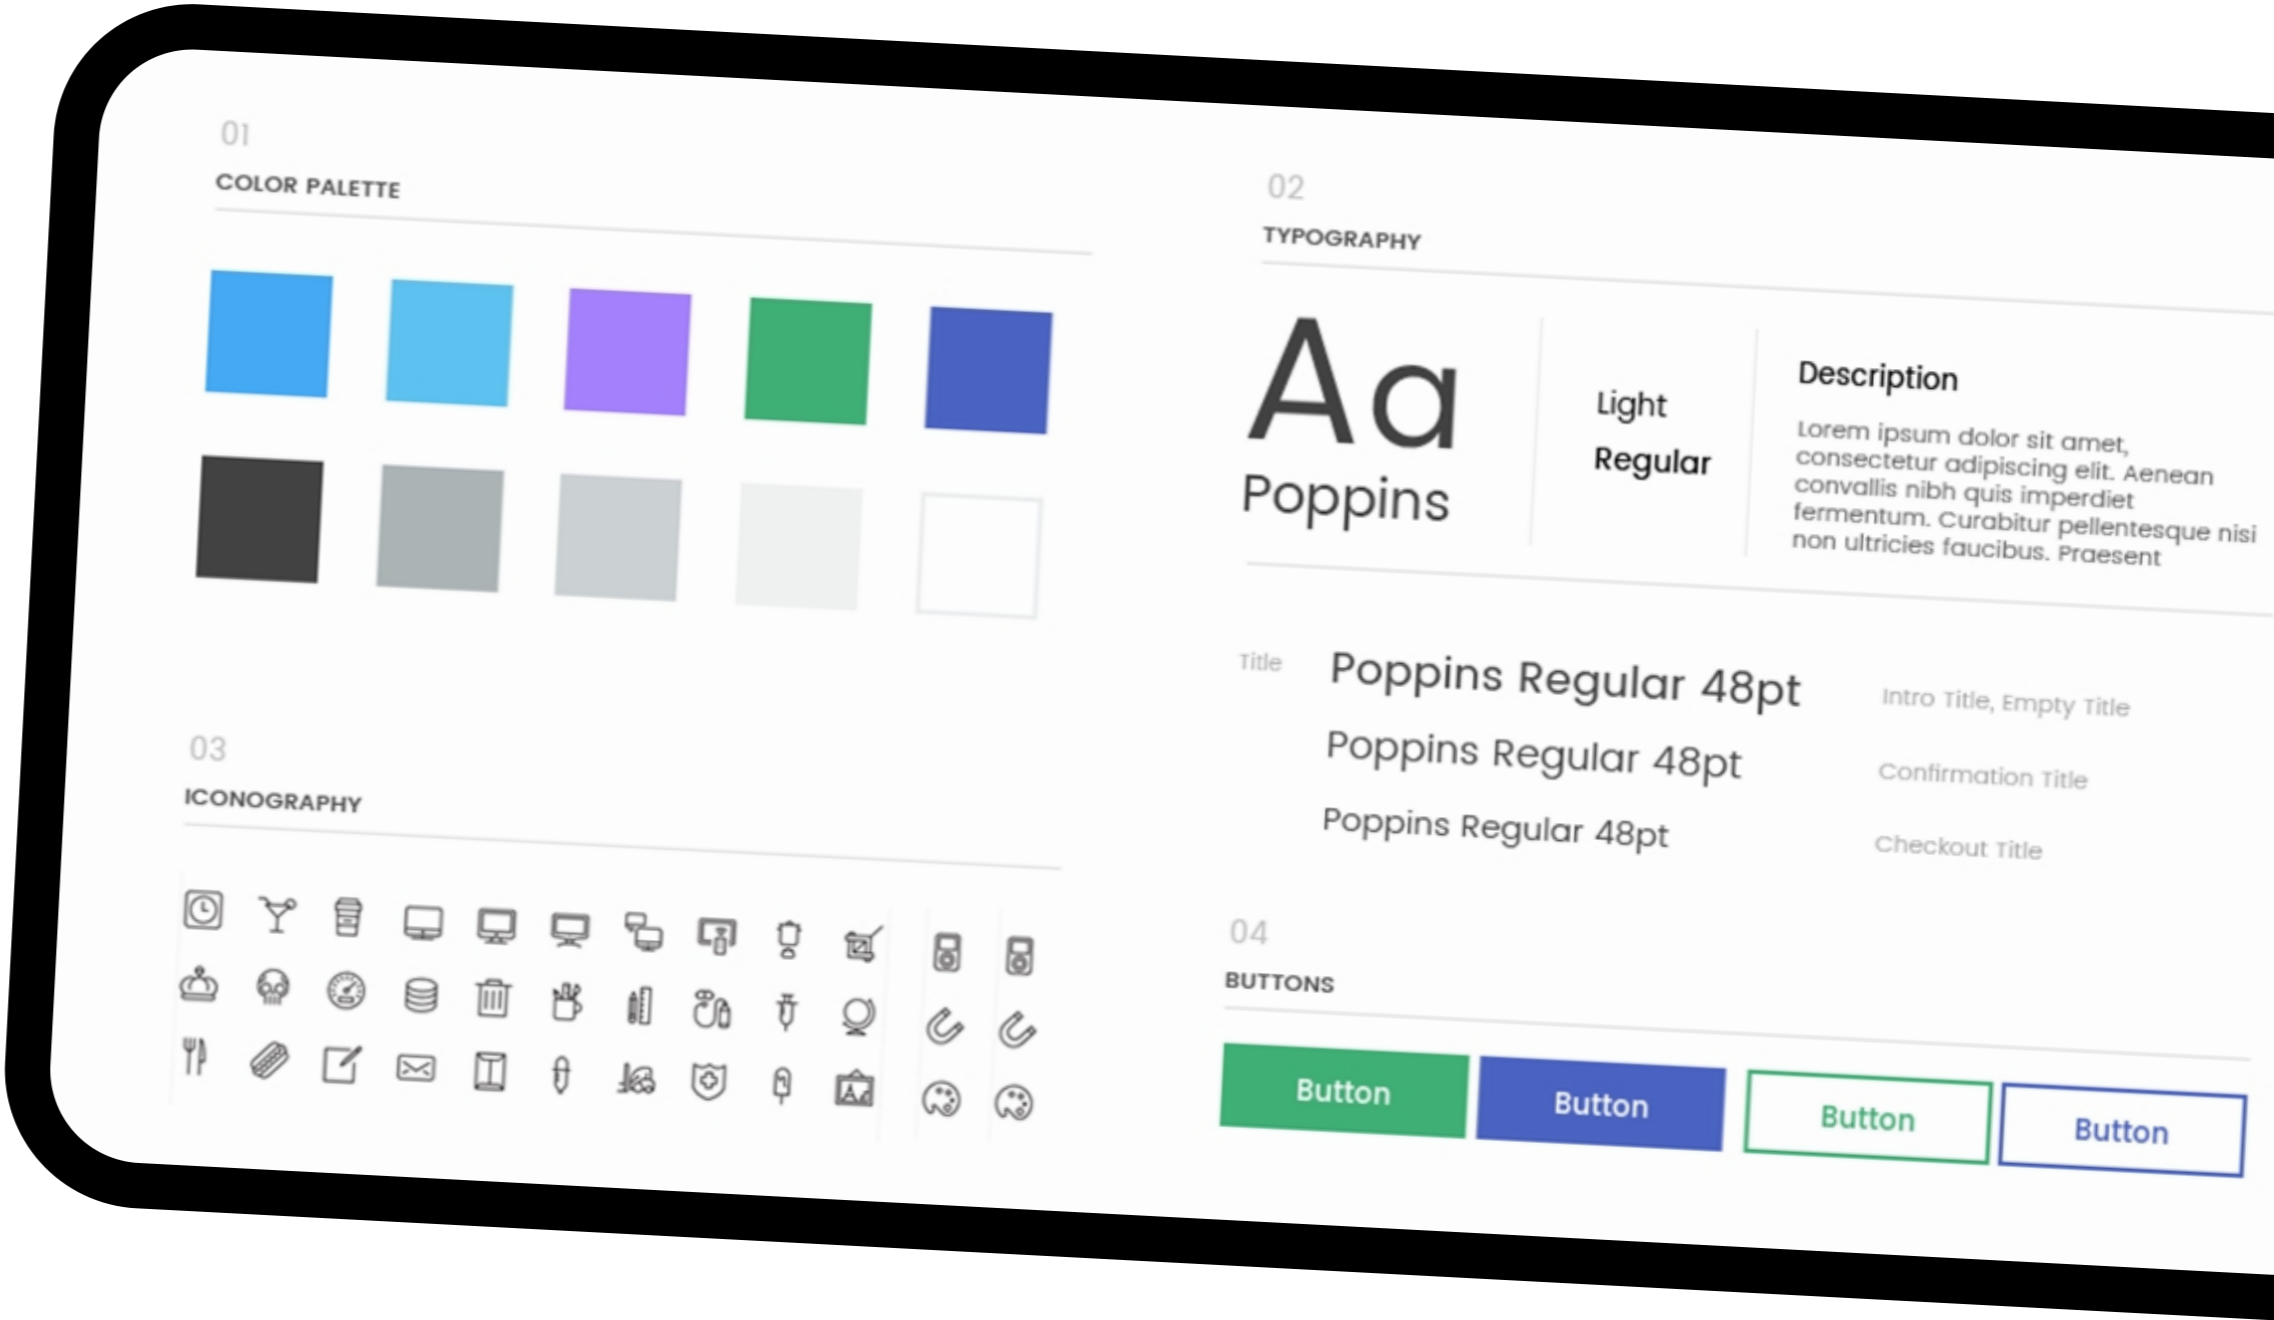 01
COLOR PALETTE
02
TYPOGRAPHY
Aa
Poppins
Light
Regular
Description
Lorem ipsum dolor sit amet,
consectetur adipiscing elit. Aenean
convallis nibh quis imperdiet
fermentum. Curabitur pellentesque nisi
non ultricies faucibus. Praesent
Title
Poppins Regular 48pt
Intro Title, Empty Title
Poppins Regular 48pt
Confirmation Title
Poppins Regular 48pt
Checkout Title
03
ICONOGRAPHY
04
BUTTONS
Button
Button
Button
Button